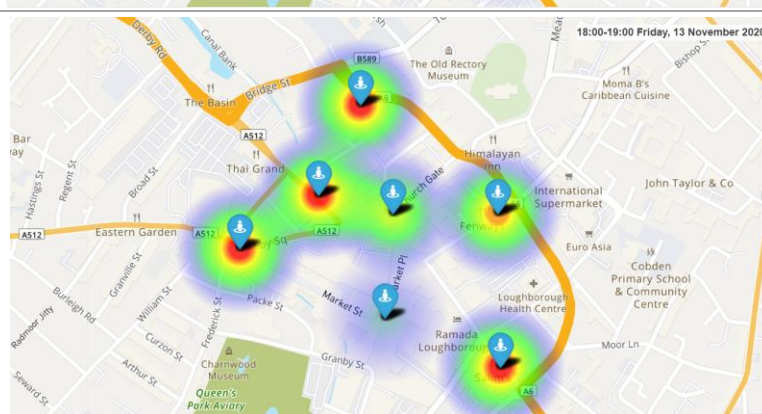 18:00-19:00 Friday, 13 November 2020
Derby Rd
Canal Bank
B589
A6
Bridge St
The Basin
The Old Rectory
Museum
Moma B's
Caribbean Cuisine
Bishop St
A512
Thai Grand
Himalayan
Inn
Hastings St
Regent St
Broad St
Church Gate
International
Supermarket
John Taylor & Co
Eastern Garden
A512
A512
A512
Euro Asia
Cobden
Primary School
& Community
Centre
Granville St
William St
Packe St
Frederick St
Market St
Market Pl
Loughborough
Health Centre
Burleigh Rd
Radmoor Jitty
Curzon St
Arthur St
Seward St
Charnwood
Museum
Granby St
Ramada
Loughborough
Moor Ln
Queen's
Park Aviary
A6